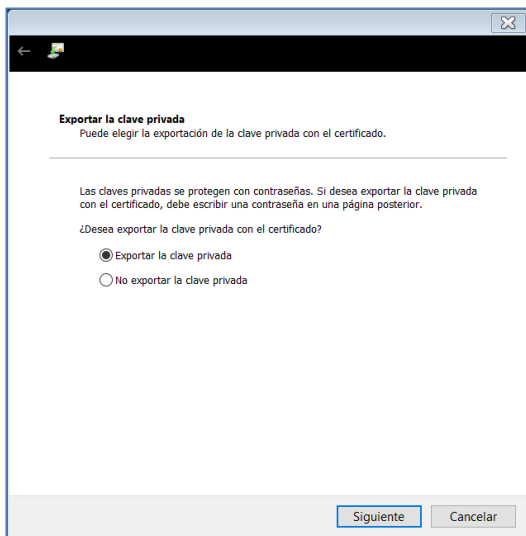 Exportar la clave privada
Puede elegir la exportación de la clave privada con el certificado.
Las claves privadas se protegen con contraseñas. Si desea exportar la clave privada
con el certificado, debe escribir una contraseña en una página posterior.
¿Desea exportar la clave privada con el certificado?
Exportar la clave privada
No exportar la clave privada
Siguiente
Cancelar